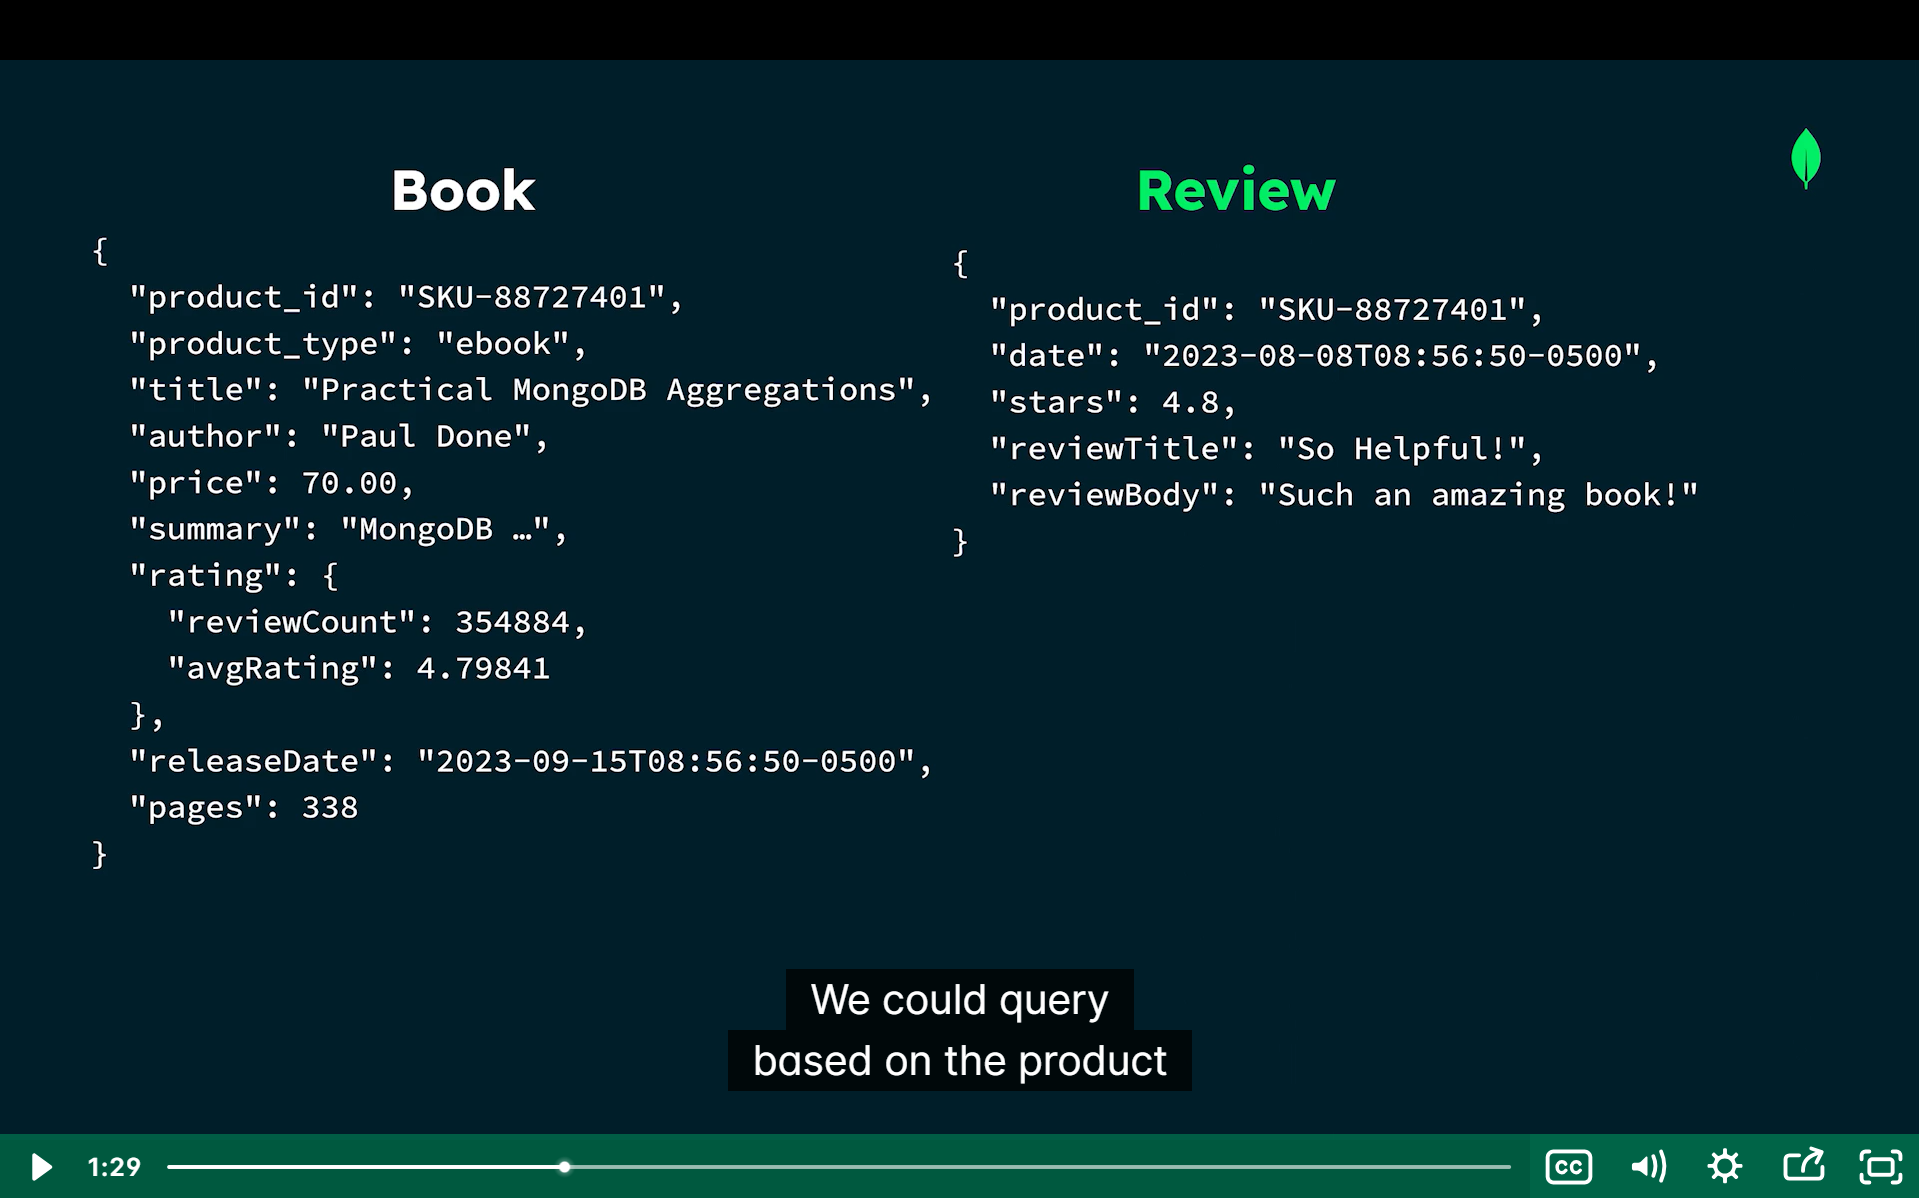 Book
{
  "product_id": "SKU-88727401",
  "product_type": "ebook",
  "title": "Practical MongoDB Aggregations",
  "author": "Paul Done",
  "price": 70.00,
  "summary": "MongoDB …",
  "rating": {
    "reviewCount": 354884,
    "avgRating": 4.79841
  },
  "releaseDate": "2023-09-15T08:56:50-0500",
  "pages": 338
}
Review
{
  "product_id": "SKU-88727401",
  "date": "2023-08-08T08:56:50-0500",
  "stars": 4.8,
  "reviewTitle": "So Helpful!",
  "reviewBody": "Such an amazing book!"
}
We could query
based on the product
1:29
CC